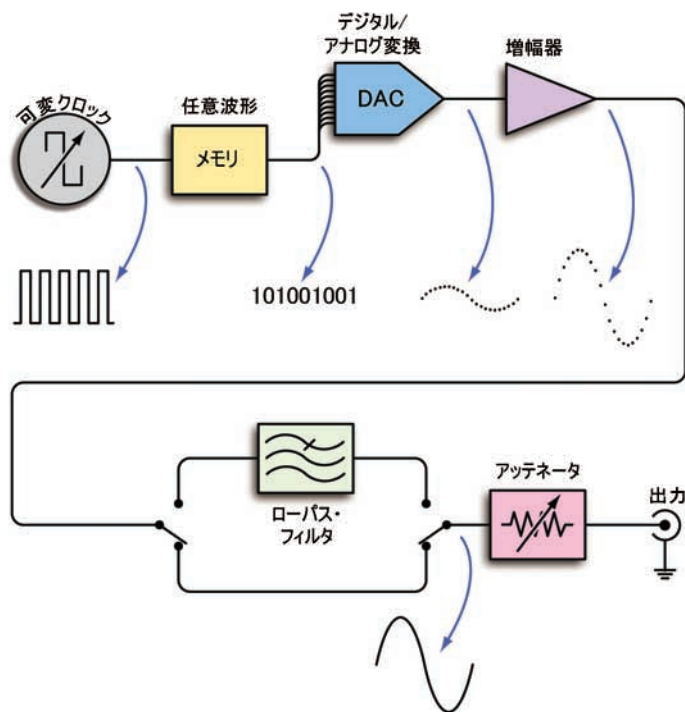 デジタル/
アナログ変換
増幅器
可変クロック
任意波形
DAC
メモリ
101001001
ローパス・
フィルタ
アッテネータ
出力